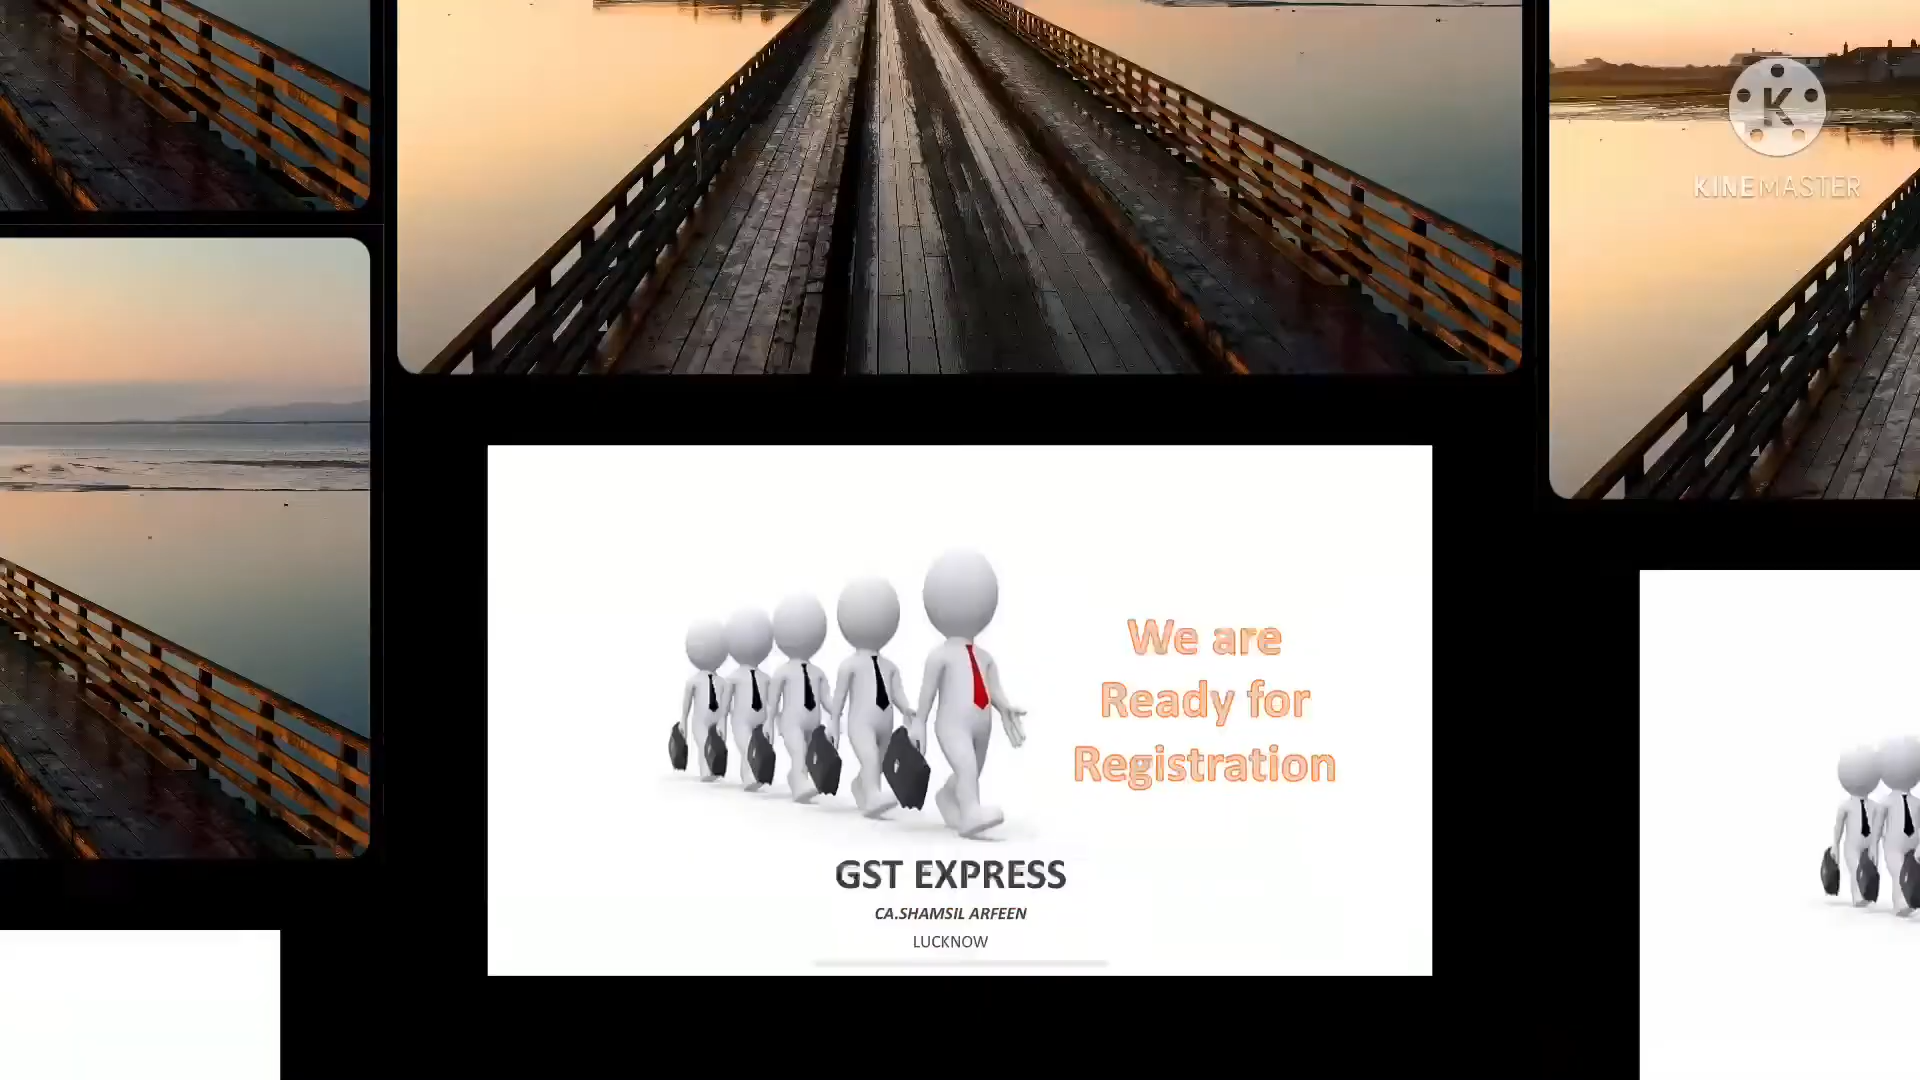 K
KINEMASTER
We are
Ready for
Registration
GST EXPRESS
CA.SHAMSIL ARFEEN
LUCKNOW